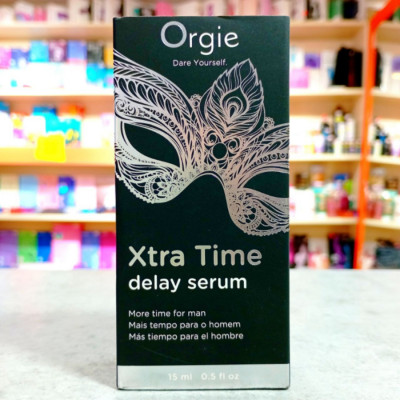 Orgie
Dare Yourself.
Xtra Time
delay serum
More time for man
Mais tempo para o homem
Más tiempo para el hombre
15 ml 0.5 fl oz